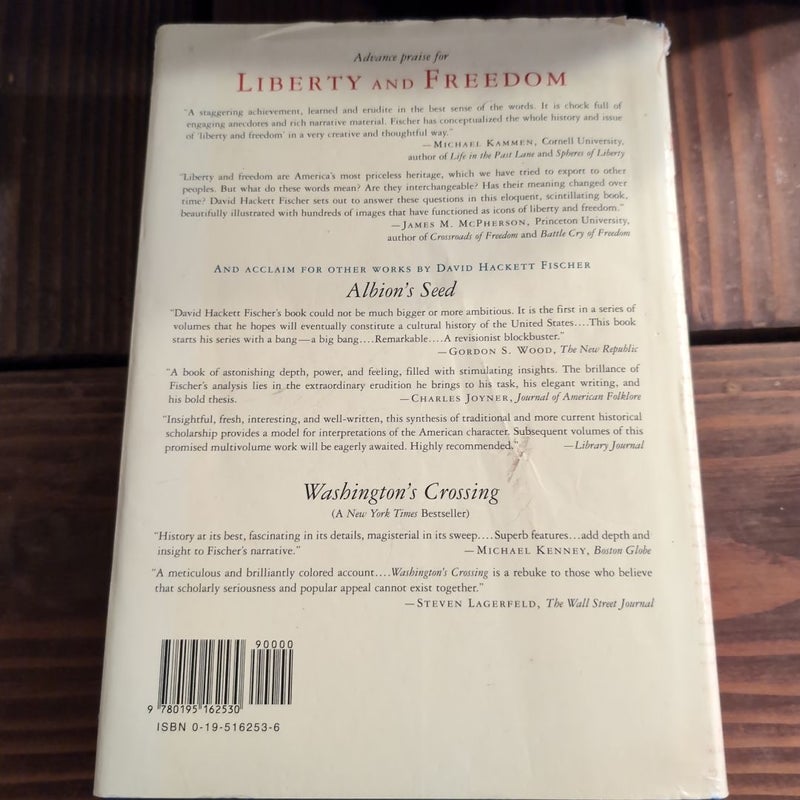 Advance praise for
LIBERTY AND FREEDOM
"A staggering achievement, learned and erudite in the best sense of the words. It is chock full of
engaging anecdotes and rich narrative material. Fischer has conceptualized the whole history and issue
of 'liberty and freedom' in a very creative and thoughtful way."
—MICHAEL KAMMEN, Cornell University,
author of Life in the Past Lane and Spheres of Liberty
"Liberty and freedom are America's most priceless heritage, which we have tried to export to other
peoples. But what do these words mean? Are they interchangeable? Has their meaning changed over
time? David Hackett Fischer sets out to answer these questions in this eloquent, scintillating book,
beautifully illustrated with hundreds of images that have functioned as icons of liberty and freedom."
—JAMES M. MCPHERSON, Princeton University,
author of Crossroads of Freedom and Battle Cry of Freedom
AND ACCLAIM FOR OTHER WORKS BY DAVID HACKETT FISCHER
Albion's Seed
"David Hackett Fischer's book could not be much bigger or more ambitious. It is the first in a series of
volumes that he hopes will eventually constitute a cultural history of the United States....This book
starts his series with a bang—a big bang....Remarkable....A revisionist blockbuster."
—GORDON S. WOOD, The New Republic
"A book of astonishing depth, power, and feeling, filled with stimulating insights. The brilliance of
Fischer's analysis lies in the extraordinary erudition he brings to his task, his elegant writing, and
his bold thesis. —CHARLES JOYNER, Journal of American Folklore
"Insightful, fresh, interesting, and well-written, this synthesis of traditional and more current historical
scholarship provides a model for interpretations of the American character. Subsequent volumes of this
promised multivolume work will be eagerly awaited. Highly recommended." —Library Journal
Washington's Crossing
(A New York Times Bestseller)
"History at its best, fascinating in its details, magisterial in its sweep....Superb features...add depth and
insight to Fischer's narrative." —MICHAEL KENNEY, Boston Globe
"A meticulous and brilliantly colored account....Washington's Crossing is a rebuke to those who believe
that scholarly seriousness and popular appeal cannot exist together."
—STEVEN LAGERFELD, The Wall Street Journal
90000
9 780195 162530
ISBN 0-19-516253-6